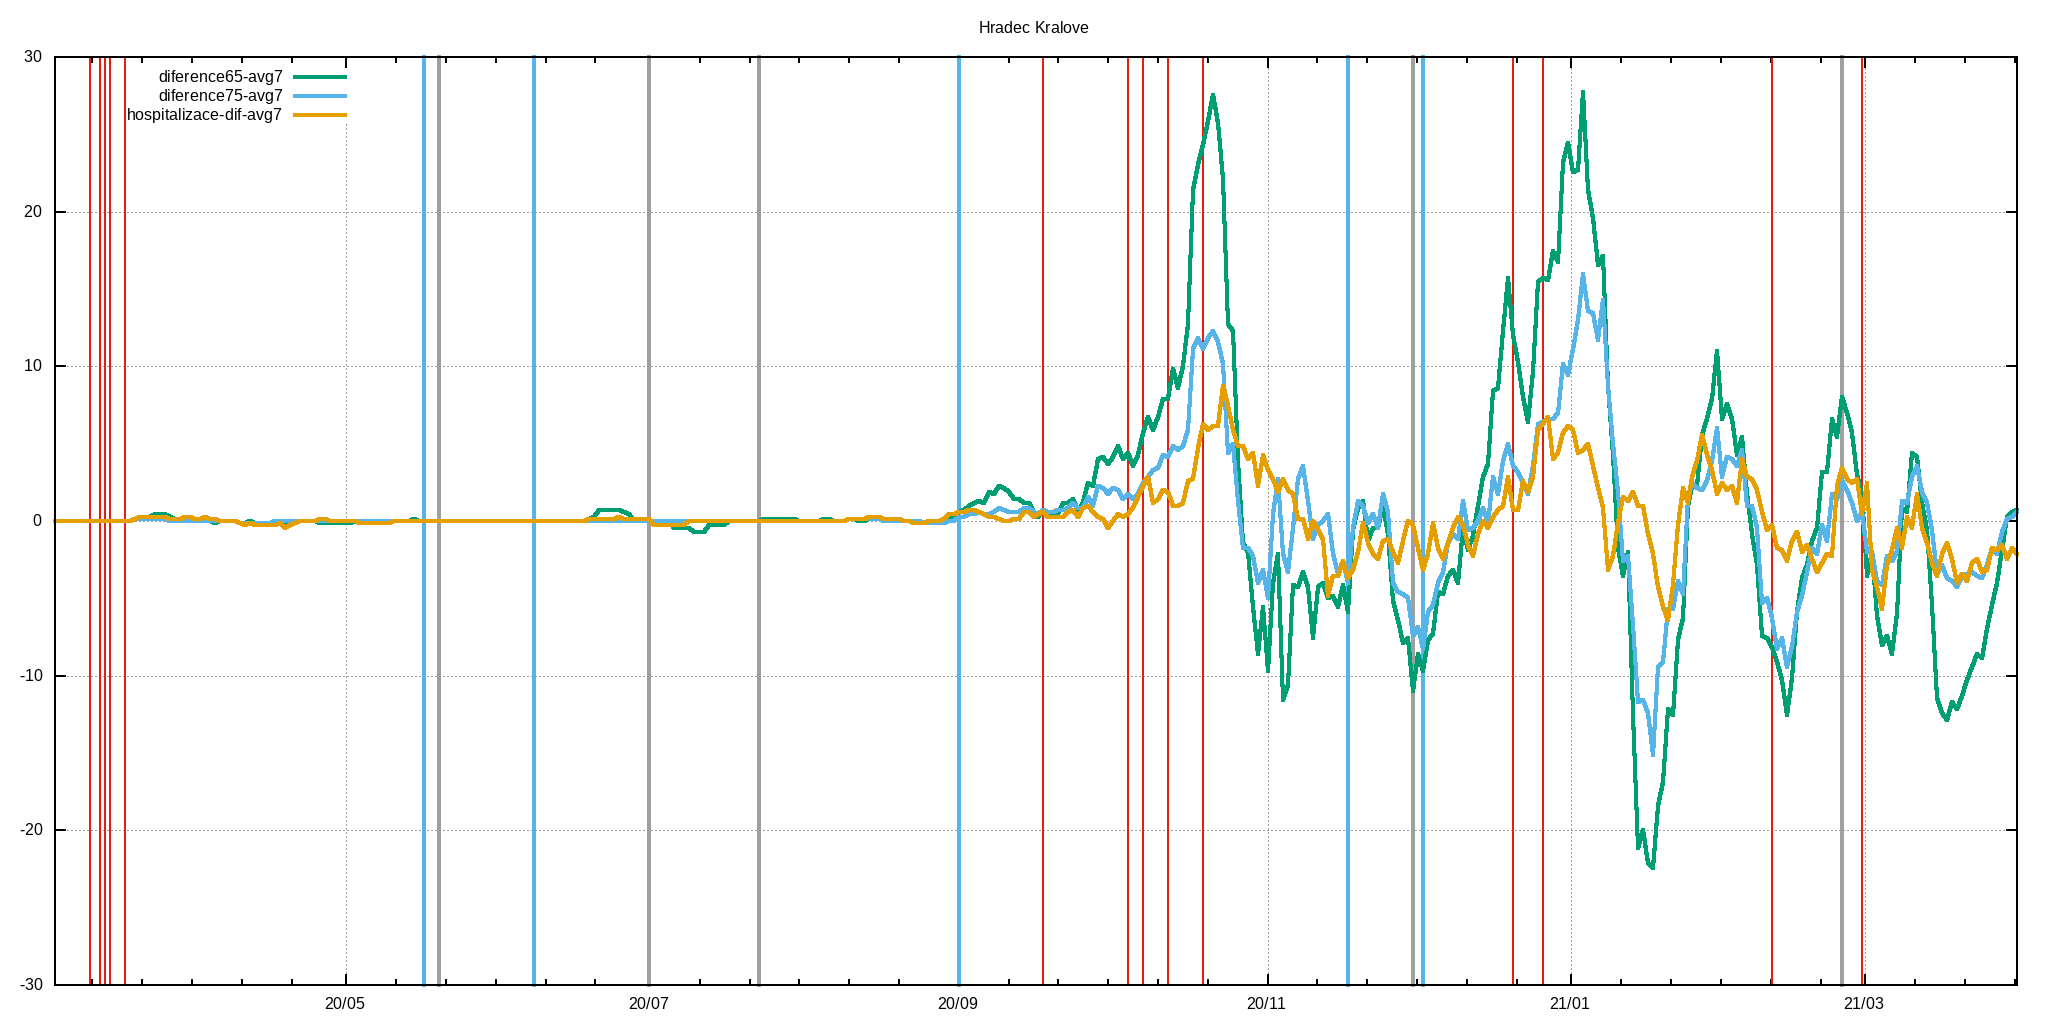 Hradec Kralove
30
diference65-avg7
diference75-avg7
hospitalizace-dif-avg7
20
10
0
-10
-20
-30
20/05 20/07 20/09 20/11 21/01 21/03